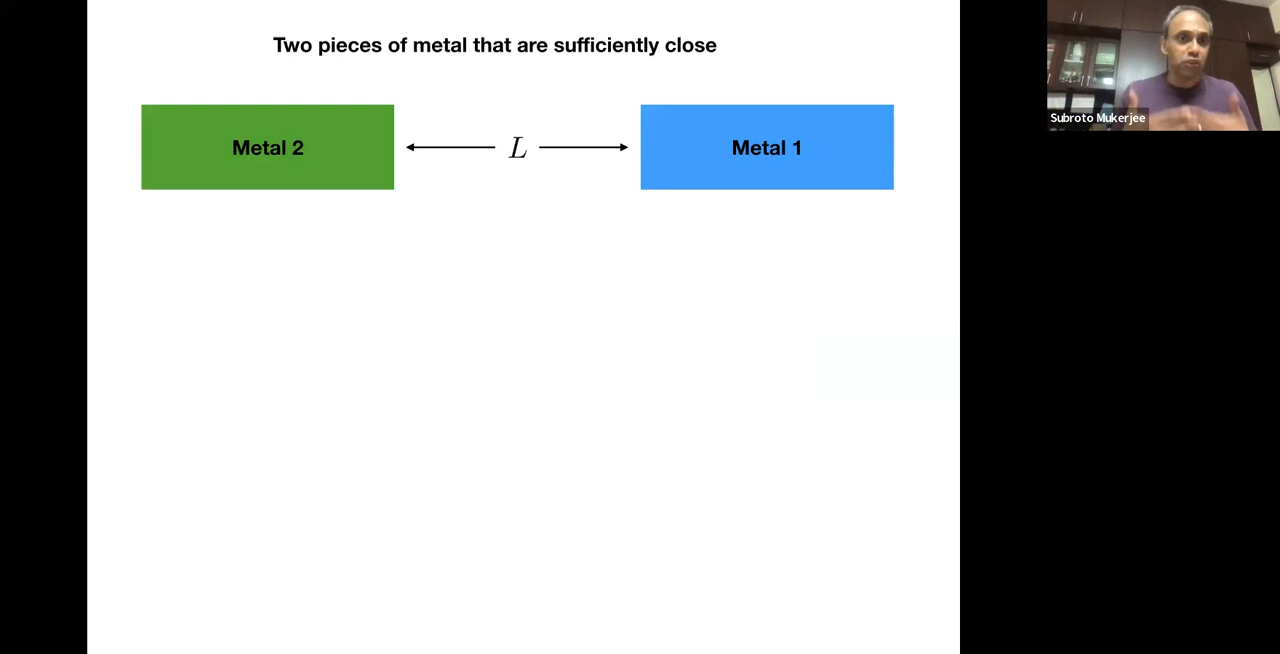 Two pieces of metal that are sufficiently close
Metal 2
L
Metal 1
Subroto Mukerjee